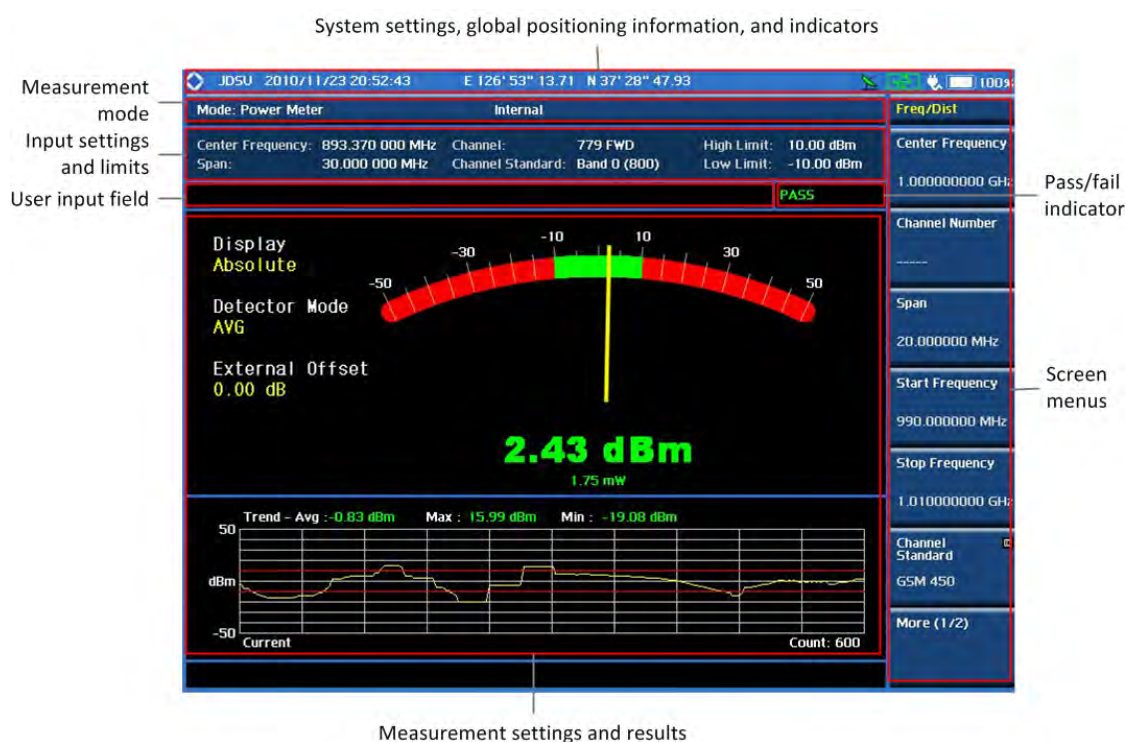 System settings, global positioning information, and indicators
Measurement mode
Input settings and limits
User input field
JDSU 2010/11/23 20:52:43 E 126' 53" 13.71 N 37' 28" 47.93 100%
Mode: Power Meter Internal
Center Frequency: 893.370 000 MHz Channel: 779 FWD High Limit: 10.00 dBm
Span: 30.000 000 MHz Channel Standard: Band 0 (800) Low Limit: -10.00 dBm
PASS
Pass/fail indicator
Display
Absolute
Detector Mode
AVG
External Offset
0.00 dB
-50 -30 -10 10 30 50
2.43 dBm
1.75 mW
Trend - Avg :-0.83 dBm Max : 15.99 dBm Min : -19.08 dBm
50
dBm
-50
Current Count: 600
Freq/Dist
Center Frequency
1.000000000 GHz
Channel Number
------
Span
20.000000 MHz
Start Frequency
990.000000 MHz
Stop Frequency
1.010000000 GHz
Channel
Standard
GSM 450
More (1/2)
Screen menus
Measurement settings and results